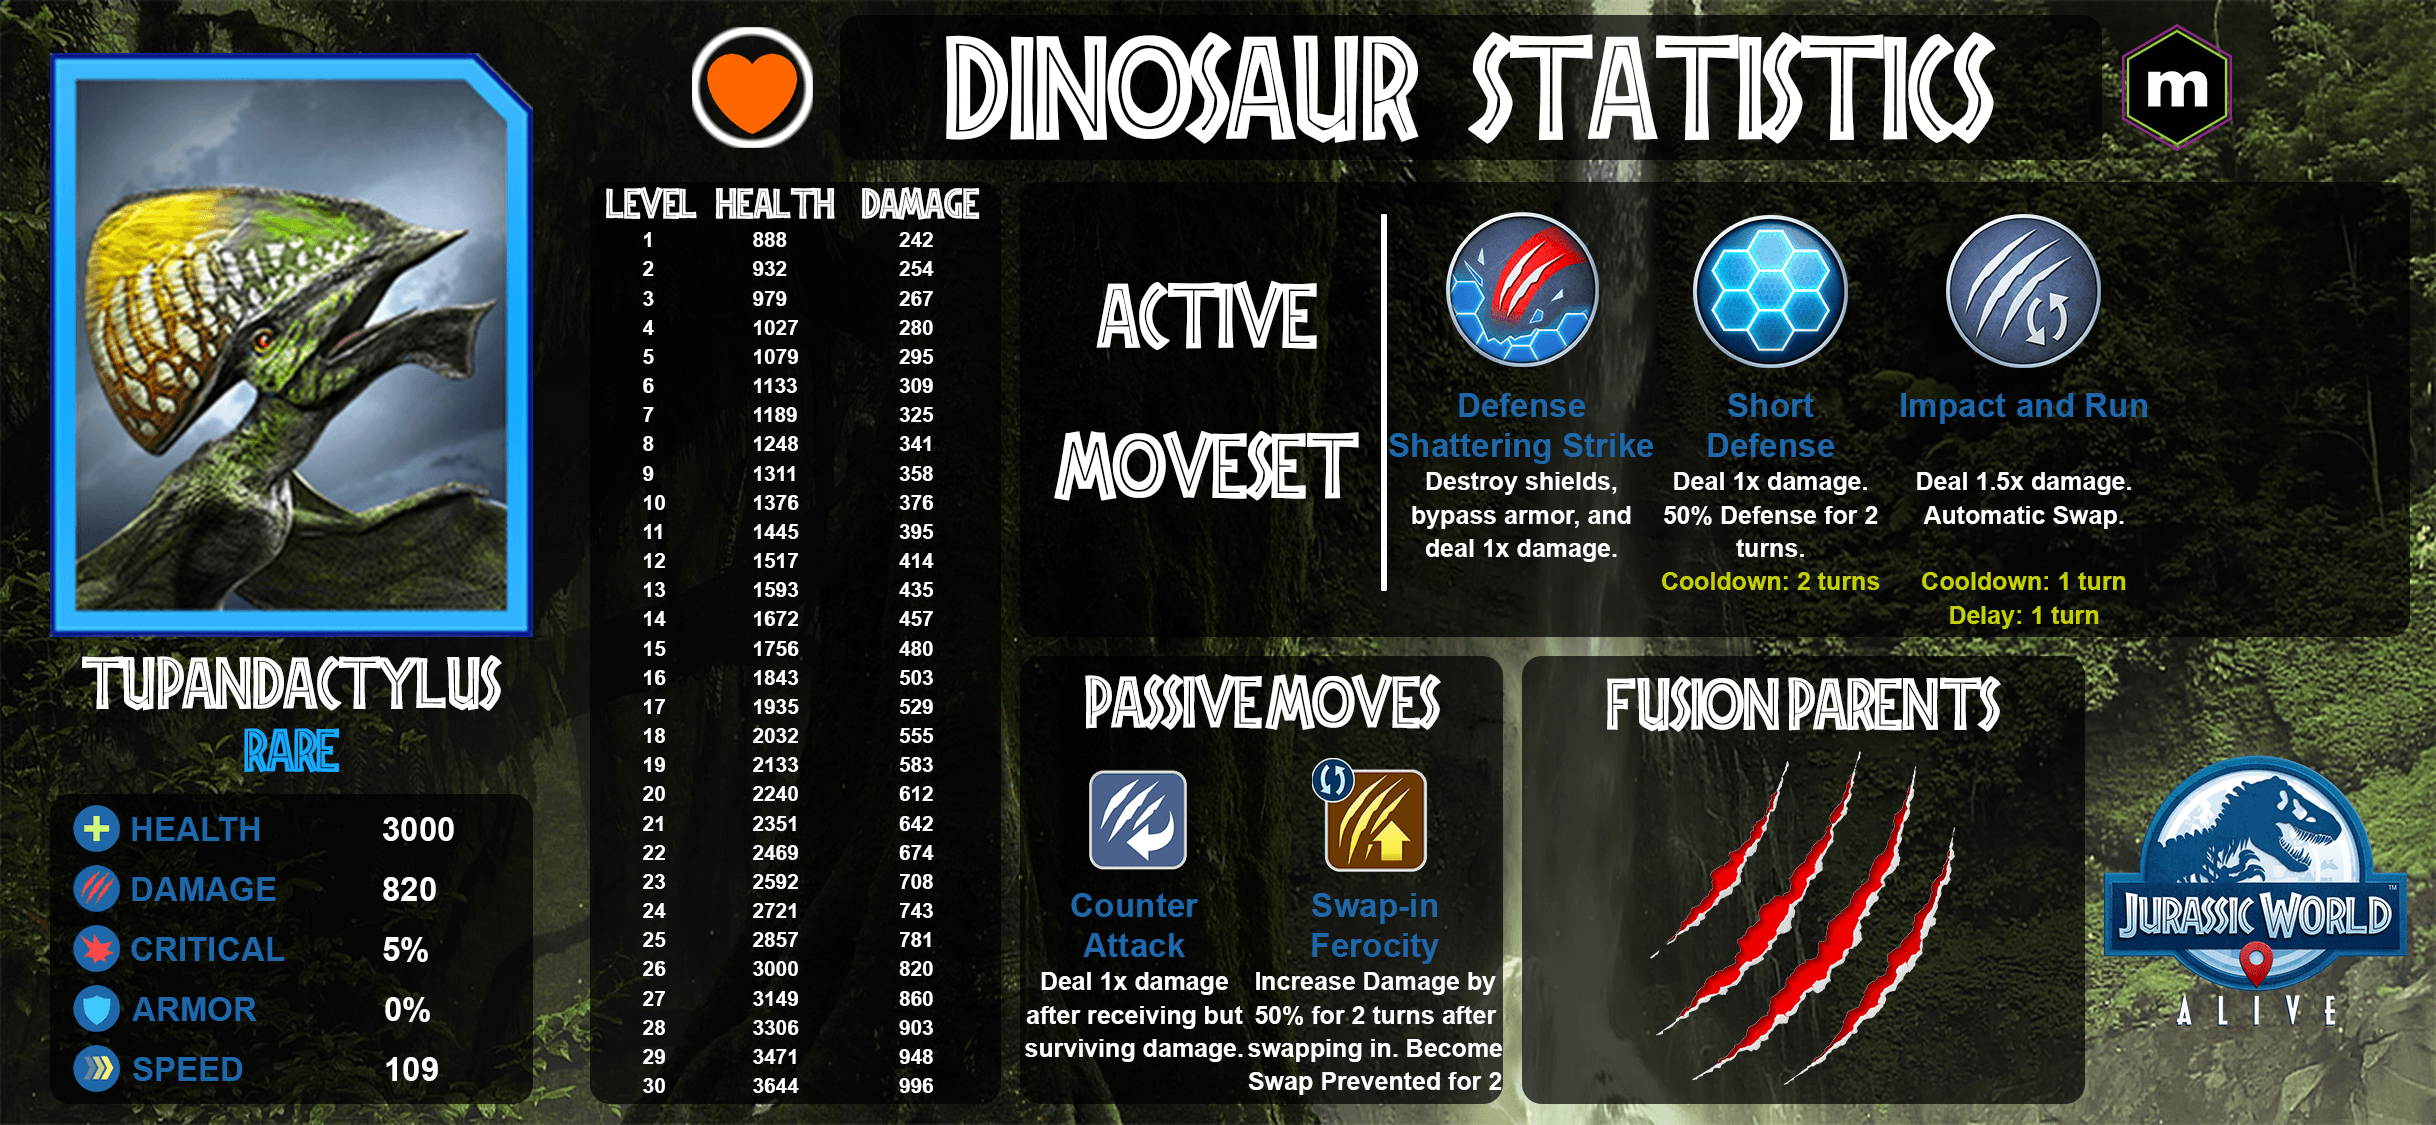 DINOSAUR STATISTICS
m
TUPANDACTYLUS
RARE
HEALTH 3000
DAMAGE 820
CRITICAL 5%
ARMOR 0%
SPEED 109
LEVEL HEALTH DAMAGE
1 888 242
2 932 254
3 979 267
4 1027 280
5 1079 295
6 1133 309
7 1189 325
8 1248 341
9 1311 358
10 1376 376
11 1445 395
12 1517 414
13 1593 435
14 1672 457
15 1756 480
16 1843 503
17 1935 529
18 2032 555
19 2133 583
20 2240 612
21 2351 642
22 2469 674
23 2592 708
24 2721 743
25 2857 781
26 3000 820
27 3149 860
28 3306 903
29 3471 948
30 3644 996
ACTIVE
MOVESET
Defense
Shattering Strike
Destroy shields,
bypass armor, and
deal 1x damage.
Short
Defense
Deal 1x damage.
50% Defense for 2
turns.
Cooldown: 2 turns
Impact and Run
Deal 1.5x damage.
Automatic Swap.
Cooldown: 1 turn
Delay: 1 turn
PASSIVE MOVES
Counter
Attack
Deal 1x damage
after receiving but
surviving damage.
Swap-in
Ferocity
Increase Damage by
50% for 2 turns after
swapping in. Become
Swap Prevented for 2
FUSION PARENTS
JURASSIC WORLD
TM
ALIVE